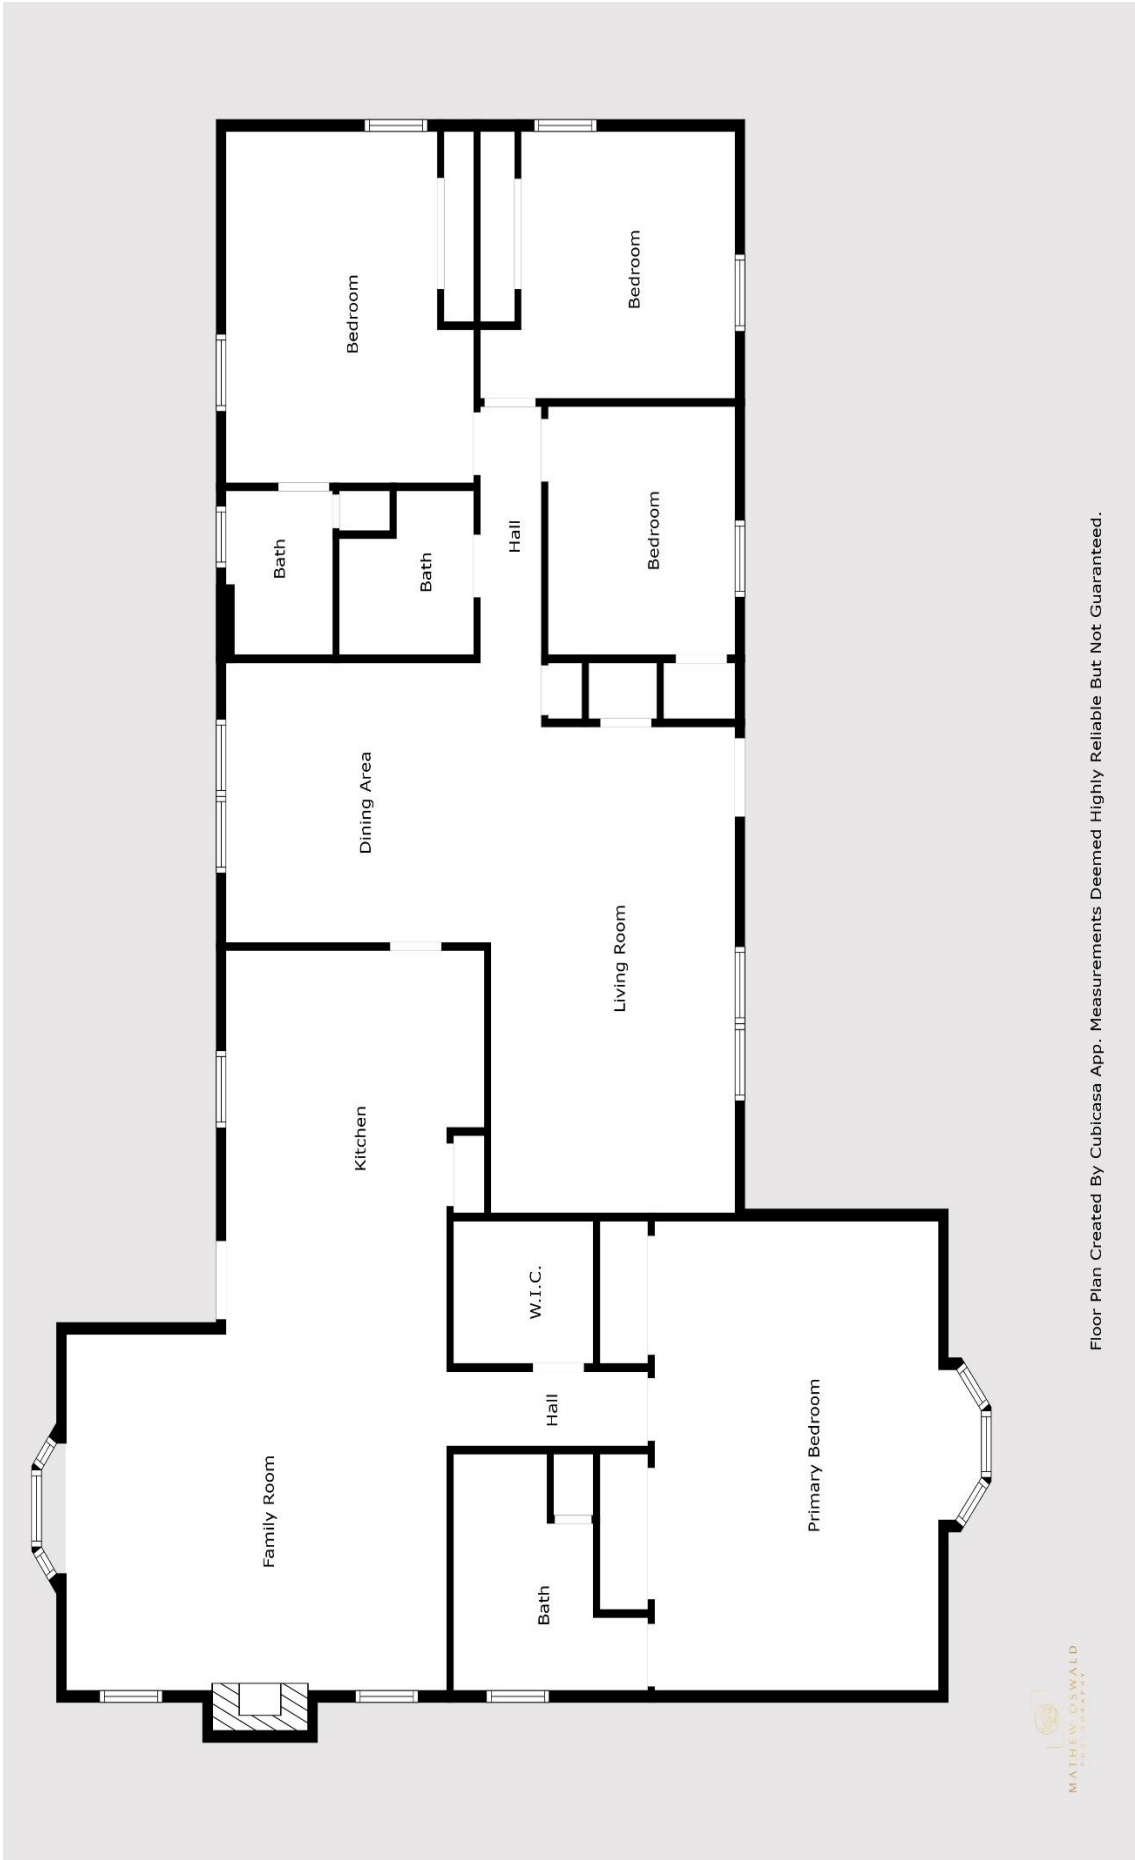 Bedroom
Bedroom
Bedroom
Hall
Bath
Bath
Dining Area
Living Room
Kitchen
W.I.C.
Hall
Primary Bedroom
Family Room
Bath
Floor Plan Created By Cubicasa App. Measurements Deemed Highly Reliable But Not Guaranteed.
MATHEW OSWALD
PHOTOGRAPHY